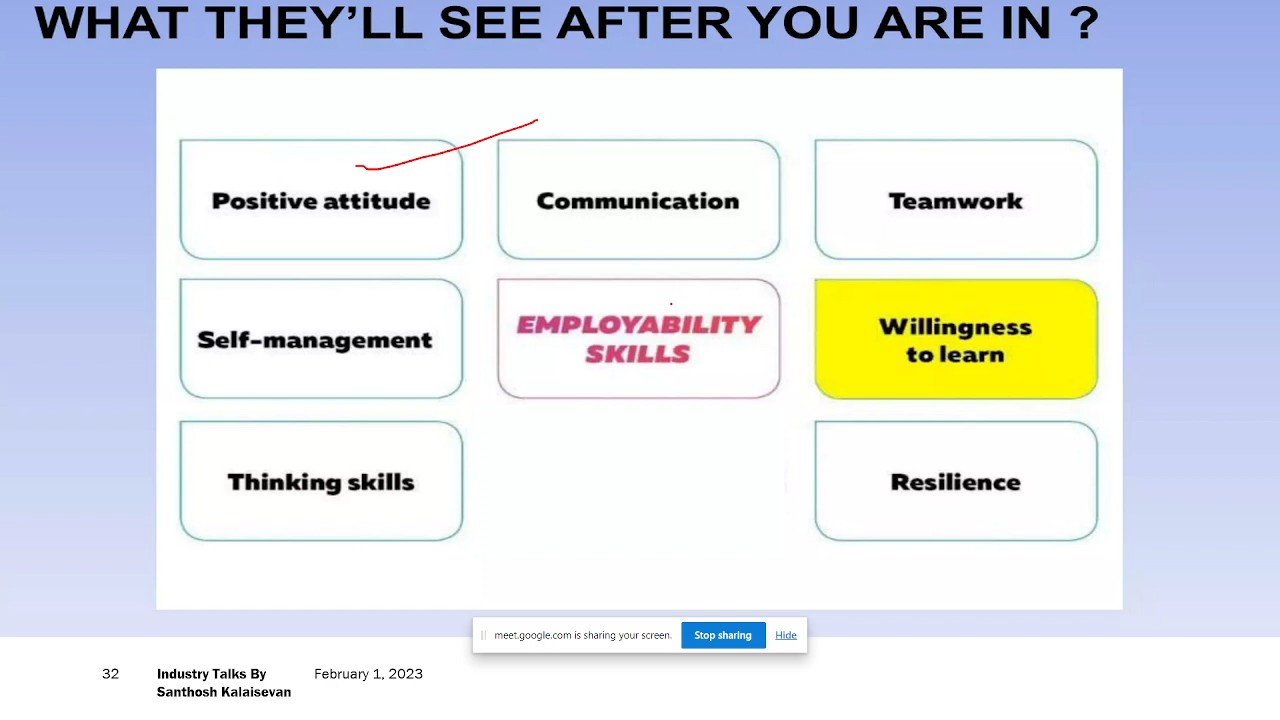 WHAT THEY’LL SEE AFTER YOU ARE IN ?
Positive attitude
Communication
Teamwork
Self-management
EMPLOYABILITY
SKILLS
Willingness
to learn
Thinking skills
Resilience
meet.google.com is sharing your screen.
Stop sharing
Hide
32
Industry Talks By
Santhosh Kalaisevan
February 1, 2023